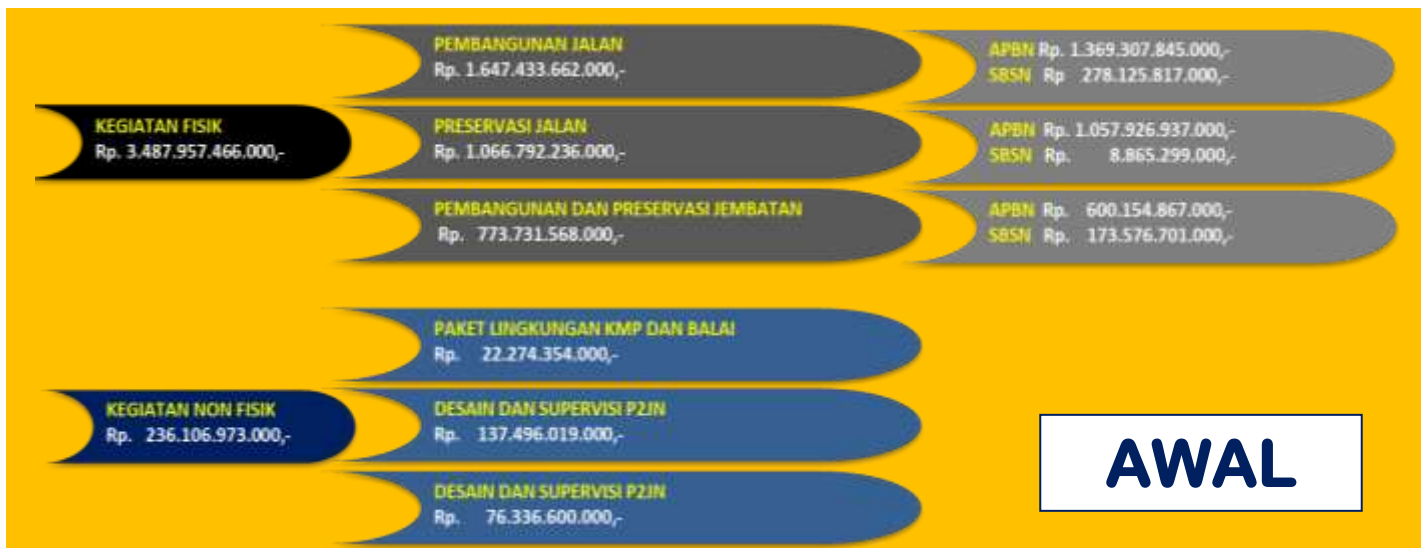 PEMBANGUNAN JALAN
Rp. 1.647.433.662.000,-
APBN Rp. 1.369.307.845.000,-
SBSN Rp 278.125.817.000,-
KEGIATAN FISIK
Rp. 3.487.957.466.000,-
PRESERVASI JALAN
Rp. 1.066.792.236.000,-
APBN Rp. 1.057.926.937.000,-
SBSN Rp. 8.865.299.000,-
PEMBANGUNAN DAN PRESERVASI JEMBATAN
Rp. 773.731.568.000,-
APBN Rp. 600.154.867.000,-
SBSN Rp. 173.576.701.000,-
PAKET LINGKUNGAN KMP DAN BALAI
Rp. 22.274.354.000,-
KEGIATAN NON FISIK
Rp. 236.106.973.000,-
DESAIN DAN SUPERVISI P2JN
Rp. 137.496.019.000,-
DESAIN DAN SUPERVISI P2JN
Rp. 76.336.600.000,-
AWAL